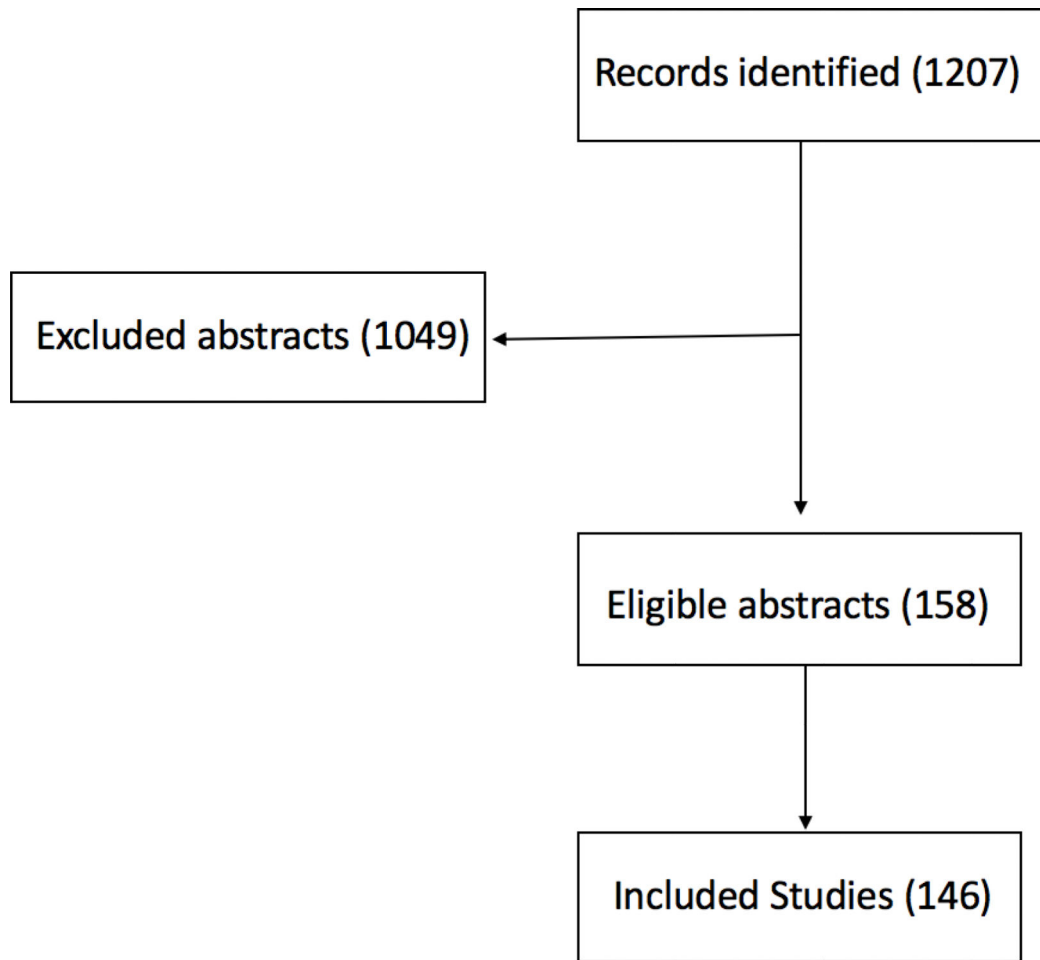 Records identified (1207)
Excluded abstracts (1049)
Eligible abstracts (158)
Included Studies (146)